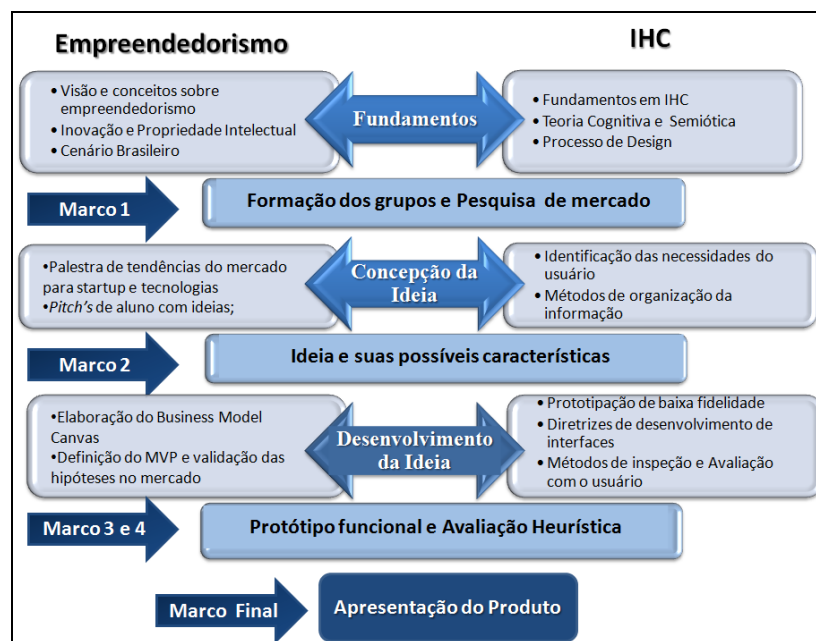 Empreendedorismo
IHC
• Visão e conceitos sobre
empreendedorismo
• Inovação e Propriedade Intelectual
• Cenário Brasileiro
Fundamentos
• Fundamentos em IHC
• Teoria Cognitiva e Semiótica
• Processo de Design
Marco 1
Formação dos grupos e Pesquisa de mercado
•Palestra de tendências do mercado
para startup e tecnologias
•Pitch's de aluno com ideias;
Concepção da
Ideia
• Identificação das necessidades do
usuário
• Métodos de organização da
informação
Marco 2
Ideia e suas possíveis características
•Elaboração do Business Model
Canvas
•Definição do MVP e validação das
hipóteses no mercado
Desenvolvimento
da Ideia
• Prototipação de baixa fidelidade
• Diretrizes de desenvolvimento de
interfaces
• Métodos de inspeção e Avaliação
com o usuário
Marco 3 e 4
Protótipo funcional e Avaliação Heurística
Marco Final
Apresentação do Produto